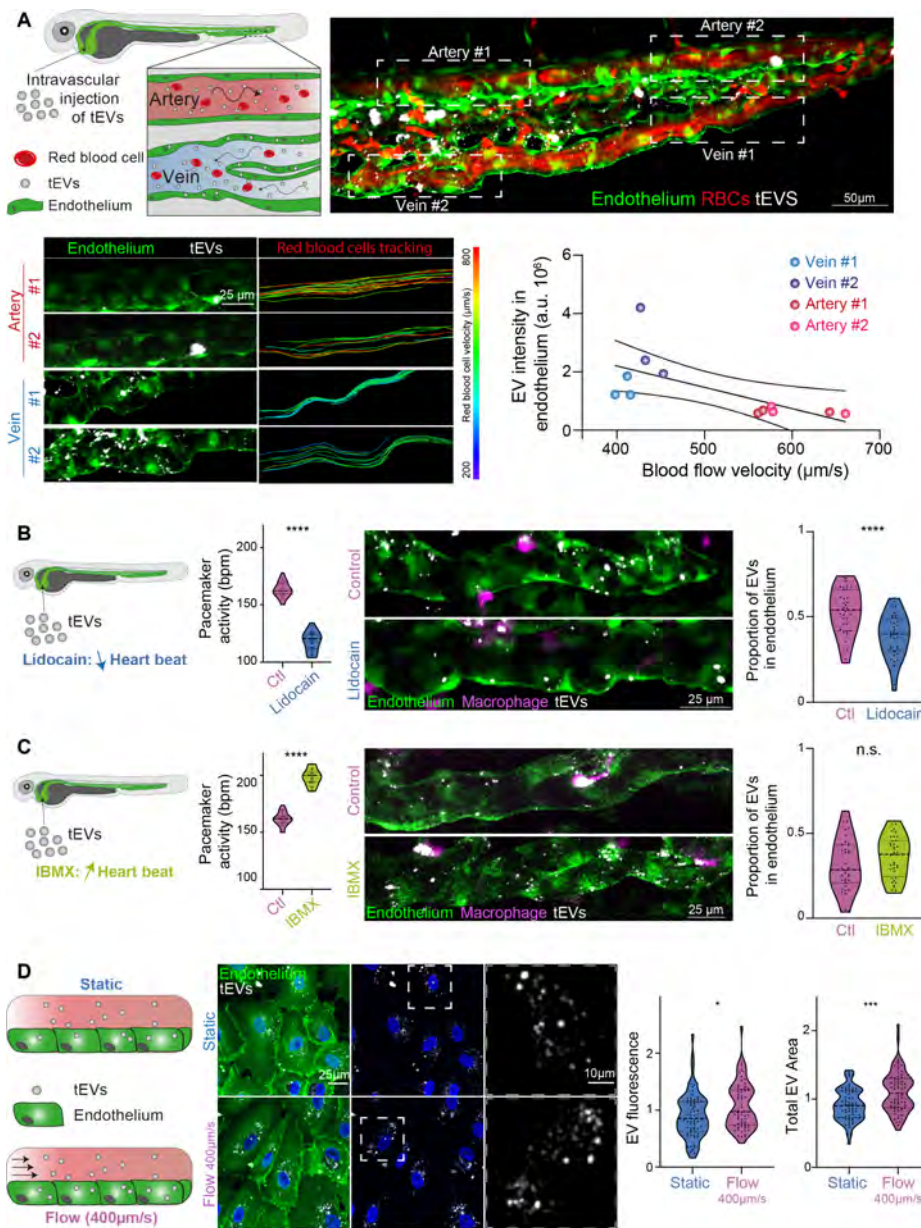 A
Intravascular
injection
of tEVs
Red blood cell
tEVs
Endothelium
Artery
Vein
Artery #1
Artery #2
Vein #1
Vein #2
Endothelium RBCs tEVS
50µm
Endothelium tEVs
Red blood cells tracking
25 µm
Artery
#1
#2
Vein
#1
#2
800
Red blood cell velocity (µm/s)
200
EV intensity in
endothelium (a.u. 10⁶)
6
4
2
0
400 500 600 700
Blood flow velocity (µm/s)
Vein #1
Vein #2
Artery #1
Artery #2
B
tEVs
Lidocain: ↘ Heart beat
Pacemaker
activity (bpm)
200
150
100
****
Ctl
Lidocain
Control
Lidocain
Endothelium Macrophage tEVs
25 µm
Proportion of EVs
in endothelium
1
0.5
0
****
Ctl Lidocain
C
tEVs
IBMX: ↗ Heart beat
Pacemaker
activity (bpm)
200
150
100
****
Ctl
IBMX
Control
IBMX
Endothelium Macrophage tEVs
25 µm
Proportion of EVs
in endothelium
1
0.5
0
n.s.
Ctl IBMX
D
Static
tEVs
Endothelium
Flow (400µm/s)
Endothelium
tEVs
Static
25µm
10µm
Flow 400µm/s
EV fluorescence
2
1
0
*
Static Flow
400µm/s
Total EV Area
2
1
0
***
Static Flow
400µm/s